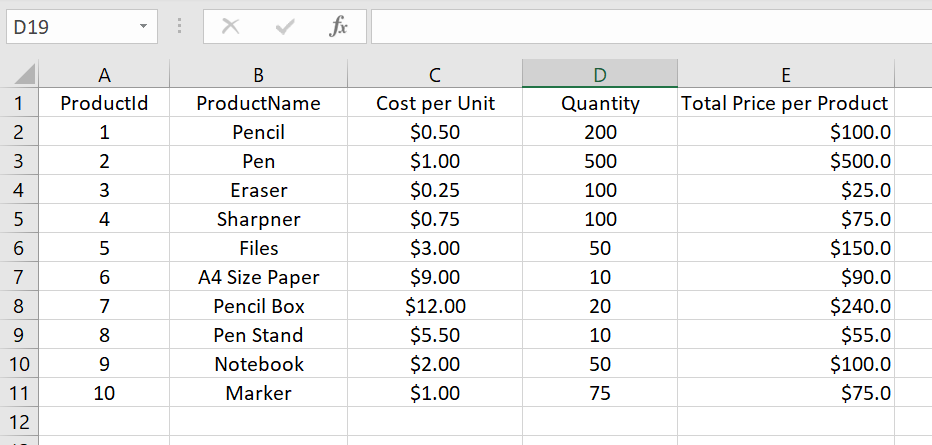 D19 fx
A B C D E
1 ProductId ProductName Cost per Unit Quantity Total Price per Product
2 1 Pencil $0.50 200 $100.0
3 2 Pen $1.00 500 $500.0
4 3 Eraser $0.25 100 $25.0
5 4 Sharpner $0.75 100 $75.0
6 5 Files $3.00 50 $150.0
7 6 A4 Size Paper $9.00 10 $90.0
8 7 Pencil Box $12.00 20 $240.0
9 8 Pen Stand $5.50 10 $55.0
10 9 Notebook $2.00 50 $100.0
11 10 Marker $1.00 75 $75.0
12